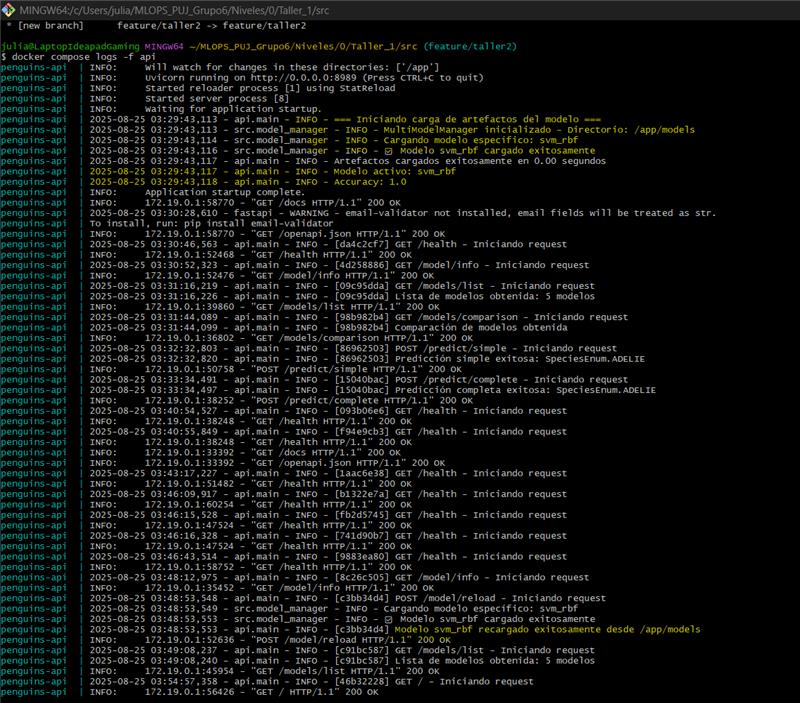 MINGW64:/c/Users/julia/MLOPS_PUJ_Grupo6/Niveles/0/Taller_1/src
* [new branch]      feature/taller2 -> feature/taller2
julia@LaptopIdeapadGaming MINGW64 ~/MLOPS_PUJ_Grupo6/Niveles/0/Taller_1/src (feature/taller2)
$ docker compose logs -f api
penguins-api  | INFO:     Will watch for changes in these directories: ['/app']
penguins-api  | INFO:     Uvicorn running on http://0.0.0.0:8989 (Press CTRL+C to quit)
penguins-api  | INFO:     Started reloader process [1] using StatReload
penguins-api  | INFO:     Started server process [8]
penguins-api  | INFO:     Waiting for application startup.
penguins-api  | 2025-08-25 03:29:43,113 - api.main - INFO - === Iniciando carga de artefactos del modelo ===
penguins-api  | 2025-08-25 03:29:43,113 - src.model_manager - INFO - MultiModelManager inicializado - Directorio: /app/models
penguins-api  | 2025-08-25 03:29:43,114 - src.model_manager - INFO - Cargando modelo específico: svm_rbf
penguins-api  | 2025-08-25 03:29:43,116 - src.model_manager - INFO - ☑ Modelo svm_rbf cargado exitosamente
penguins-api  | 2025-08-25 03:29:43,117 - api.main - INFO - Artefactos cargados exitosamente en 0.00 segundos
penguins-api  | 2025-08-25 03:29:43,117 - api.main - INFO - Modelo activo: svm_rbf
penguins-api  | 2025-08-25 03:29:43,118 - api.main - INFO - Accuracy: 1.0
penguins-api  | INFO:     Application startup complete.
penguins-api  | INFO:     172.19.0.1:58770 - "GET /docs HTTP/1.1" 200 OK
penguins-api  | 2025-08-25 03:30:28,610 - fastapi - WARNING - email-validator not installed, email fields will be treated as str.
penguins-api  | To install, run: pip install email-validator
penguins-api  | INFO:     172.19.0.1:58770 - "GET /openapi.json HTTP/1.1" 200 OK
penguins-api  | 2025-08-25 03:30:46,563 - api.main - INFO - [da4c2cf7] GET /health - Iniciando request
penguins-api  | INFO:     172.19.0.1:52468 - "GET /health HTTP/1.1" 200 OK
penguins-api  | 2025-08-25 03:30:52,323 - api.main - INFO - [4d258886] GET /model/info - Iniciando request
penguins-api  | INFO:     172.19.0.1:52476 - "GET /model/info HTTP/1.1" 200 OK
penguins-api  | 2025-08-25 03:31:16,219 - api.main - INFO - [09c95dda] GET /models/list - Iniciando request
penguins-api  | 2025-08-25 03:31:16,226 - api.main - INFO - [09c95dda] Lista de modelos obtenida: 5 modelos
penguins-api  | INFO:     172.19.0.1:39860 - "GET /models/list HTTP/1.1" 200 OK
penguins-api  | 2025-08-25 03:31:44,089 - api.main - INFO - [98b982b4] GET /models/comparison - Iniciando request
penguins-api  | 2025-08-25 03:31:44,099 - api.main - INFO - [98b982b4] Comparación de modelos obtenida
penguins-api  | INFO:     172.19.0.1:36802 - "GET /models/comparison HTTP/1.1" 200 OK
penguins-api  | 2025-08-25 03:32:32,803 - api.main - INFO - [86962503] POST /predict/simple - Iniciando request
penguins-api  | 2025-08-25 03:32:32,820 - api.main - INFO - [86962503] Predicción simple exitosa: SpeciesEnum.ADELIE
penguins-api  | INFO:     172.19.0.1:50758 - "POST /predict/simple HTTP/1.1" 200 OK
penguins-api  | 2025-08-25 03:33:34,491 - api.main - INFO - [15040bac] POST /predict/complete - Iniciando request
penguins-api  | 2025-08-25 03:33:34,497 - api.main - INFO - [15040bac] Predicción completa exitosa: SpeciesEnum.ADELIE
penguins-api  | INFO:     172.19.0.1:38252 - "POST /predict/complete HTTP/1.1" 200 OK
penguins-api  | 2025-08-25 03:40:54,527 - api.main - INFO - [093b06e6] GET /health - Iniciando request
penguins-api  | INFO:     172.19.0.1:38248 - "GET /health HTTP/1.1" 200 OK
penguins-api  | 2025-08-25 03:40:55,849 - api.main - INFO - [f94e9cb3] GET /health - Iniciando request
penguins-api  | INFO:     172.19.0.1:38248 - "GET /health HTTP/1.1" 200 OK
penguins-api  | INFO:     172.19.0.1:33392 - "GET /docs HTTP/1.1" 200 OK
penguins-api  | INFO:     172.19.0.1:33392 - "GET /openapi.json HTTP/1.1" 200 OK
penguins-api  | 2025-08-25 03:43:17,227 - api.main - INFO - [1aac6e38] GET /health - Iniciando request
penguins-api  | INFO:     172.19.0.1:51482 - "GET /health HTTP/1.1" 200 OK
penguins-api  | 2025-08-25 03:46:09,917 - api.main - INFO - [b1322e7a] GET /health - Iniciando request
penguins-api  | INFO:     172.19.0.1:60254 - "GET /health HTTP/1.1" 200 OK
penguins-api  | 2025-08-25 03:46:15,528 - api.main - INFO - [fb2d5745] GET /health - Iniciando request
penguins-api  | INFO:     172.19.0.1:47524 - "GET /health HTTP/1.1" 200 OK
penguins-api  | 2025-08-25 03:46:16,328 - api.main - INFO - [741d90b7] GET /health - Iniciando request
penguins-api  | INFO:     172.19.0.1:47524 - "GET /health HTTP/1.1" 200 OK
penguins-api  | 2025-08-25 03:46:43,514 - api.main - INFO - [9883ea80] GET /health - Iniciando request
penguins-api  | INFO:     172.19.0.1:58752 - "GET /health HTTP/1.1" 200 OK
penguins-api  | 2025-08-25 03:48:12,975 - api.main - INFO - [8c26c505] GET /model/info - Iniciando request
penguins-api  | INFO:     172.19.0.1:35452 - "GET /model/info HTTP/1.1" 200 OK
penguins-api  | 2025-08-25 03:48:53,548 - api.main - INFO - [c3bb34d4] POST /model/reload - Iniciando request
penguins-api  | 2025-08-25 03:48:53,549 - src.model_manager - INFO - Cargando modelo específico: svm_rbf
penguins-api  | 2025-08-25 03:48:53,553 - src.model_manager - INFO - ☑ Modelo svm_rbf cargado exitosamente
penguins-api  | 2025-08-25 03:48:53,553 - api.main - INFO - [c3bb34d4] Modelo svm_rbf recargado exitosamente desde /app/models
penguins-api  | INFO:     172.19.0.1:52636 - "POST /model/reload HTTP/1.1" 200 OK
penguins-api  | 2025-08-25 03:49:08,237 - api.main - INFO - [c91bc587] GET /models/list - Iniciando request
penguins-api  | 2025-08-25 03:49:08,240 - api.main - INFO - [c91bc587] Lista de modelos obtenida: 5 modelos
penguins-api  | INFO:     172.19.0.1:45954 - "GET /models/list HTTP/1.1" 200 OK
penguins-api  | 2025-08-25 03:54:57,358 - api.main - INFO - [46b32228] GET / - Iniciando request
penguins-api  | INFO:     172.19.0.1:56426 - "GET / HTTP/1.1" 200 OK